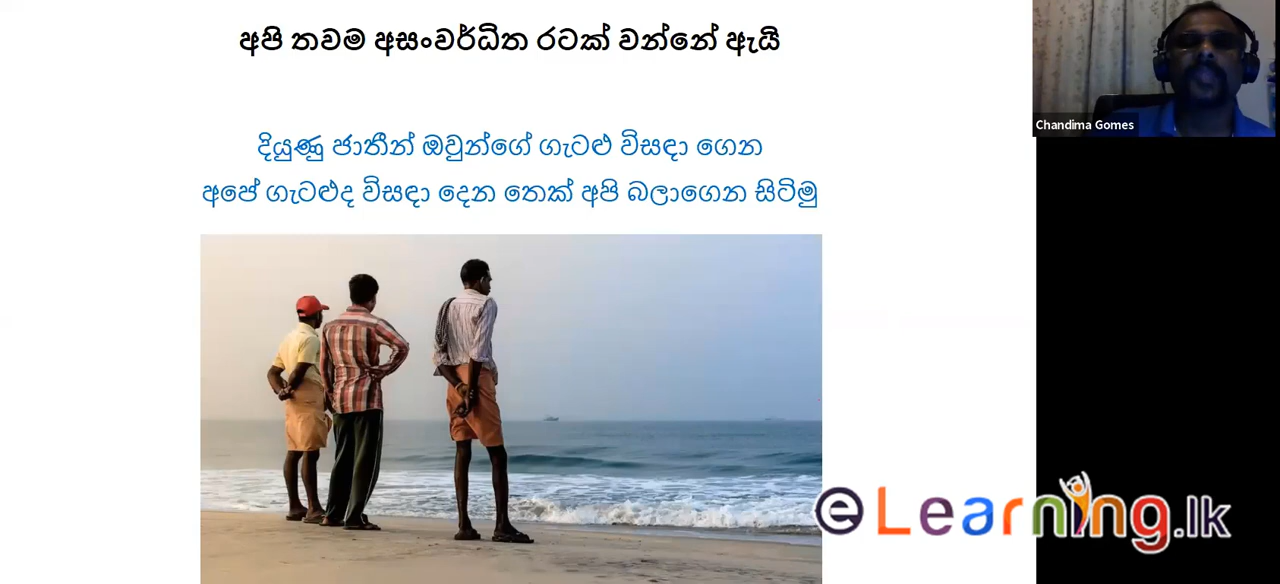 අපි තවම අසංවර්ධිත රටක් වන්නේ ඇයි
දියුණු ජාතීන් ඔවුන්ගේ ගැටළු විසඳා ගෙන
අපේ ගැටළුද විසඳා දෙන තෙක් අපි බලාගෙන සිටිමු
Chandima Gomes
eLearning.lk